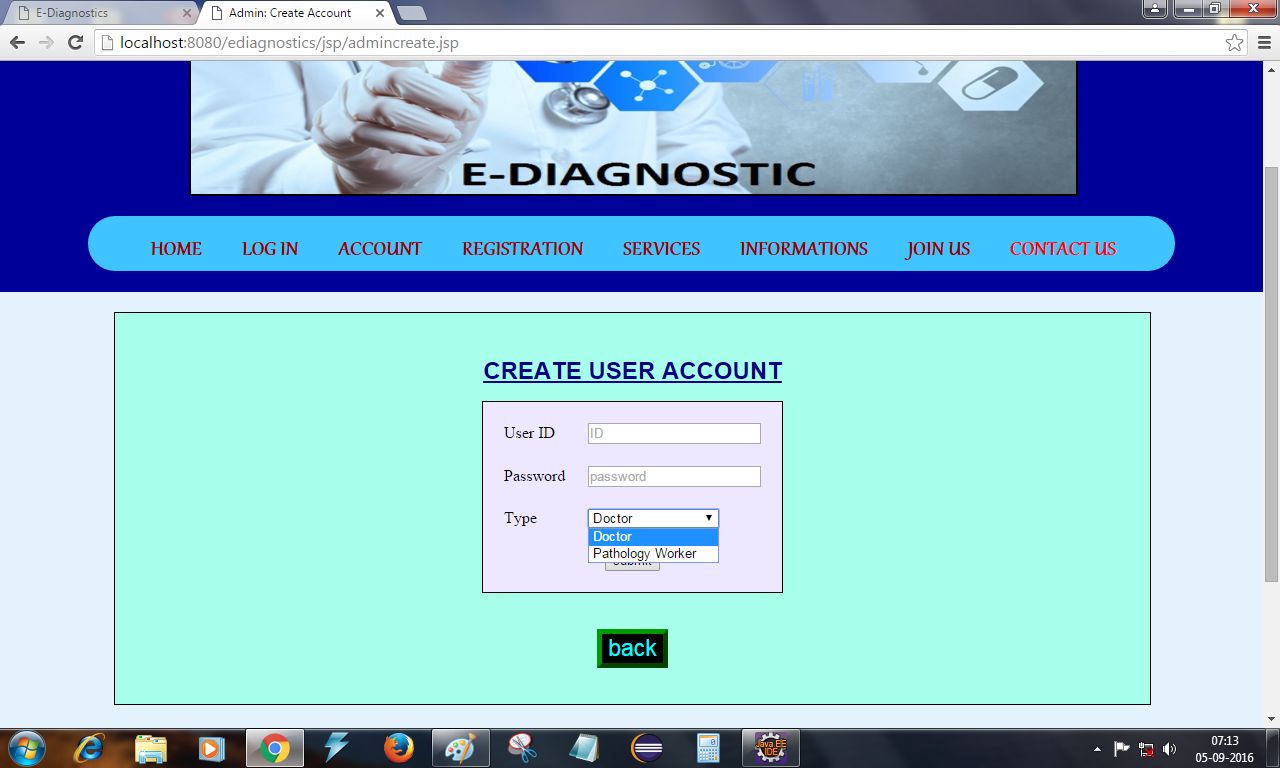 E-Diagnostics
Admin: Create Account
localhost:8080/ediagnostics/jsp/admincreate.jsp
E-DIAGNOSTIC
HOME LOG IN ACCOUNT REGISTRATION SERVICES INFORMATIONS JOIN US CONTACT US
CREATE USER ACCOUNT
User ID ID
Password password
Type Doctor
Doctor
Pathology Worker
Submit
back
Java EE
IDE
07:13
05-09-2016